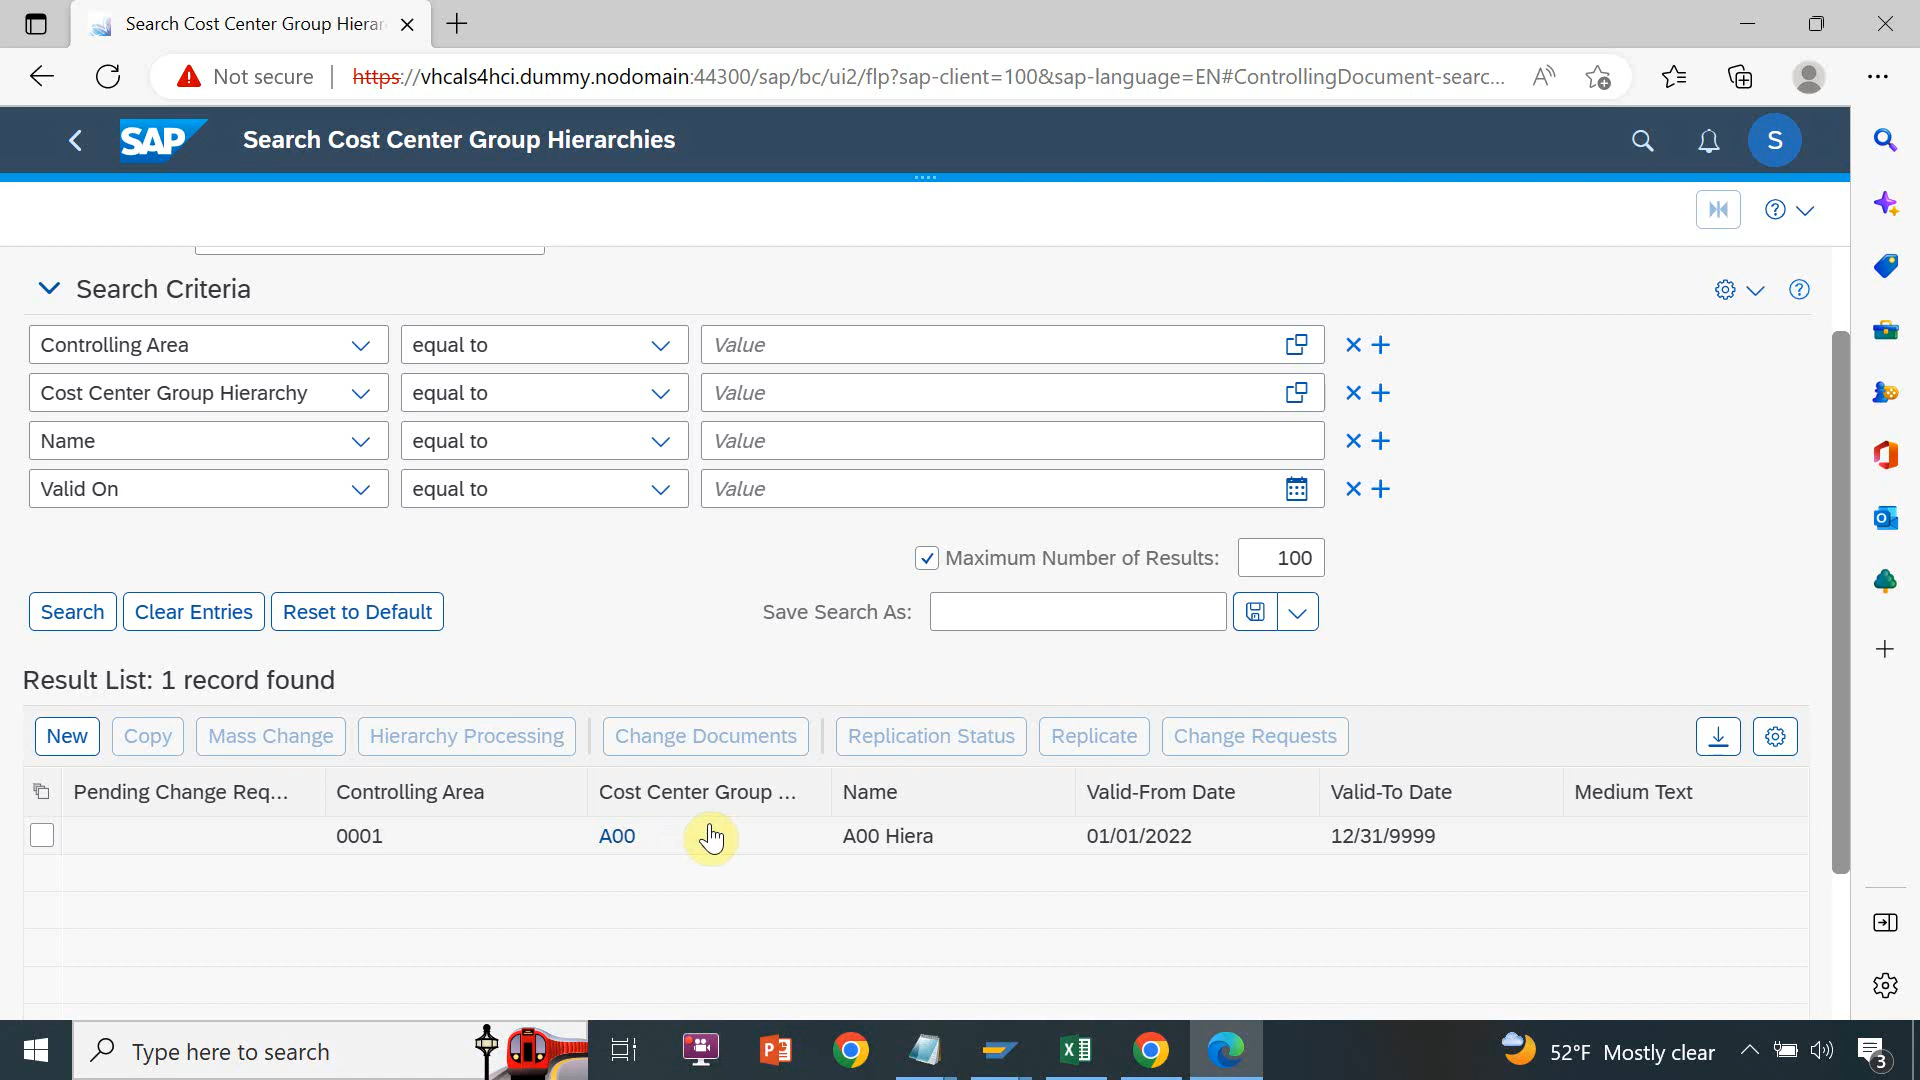 Search Cost Center Group Hierar
Not secure
https://vhcals4hci.dummy.nodomain:44300/sap/bc/ui2/flp?sap-client=100&sap-language=EN#ControllingDocument-searc...
SAP
Search Cost Center Group Hierarchies
S
Search Criteria
Controlling Area equal to Value
Cost Center Group Hierarchy equal to Value
Name equal to Value
Valid On equal to Value
Maximum Number of Results: 100
Search Clear Entries Reset to Default Save Search As:
Result List: 1 record found
New Copy Mass Change Hierarchy Processing Change Documents Replication Status Replicate Change Requests
Pending Change Req... Controlling Area Cost Center Group ... Name Valid-From Date Valid-To Date Medium Text
0001 A00 A00 Hiera 01/01/2022 12/31/9999
Type here to search
52°F Mostly clear
3